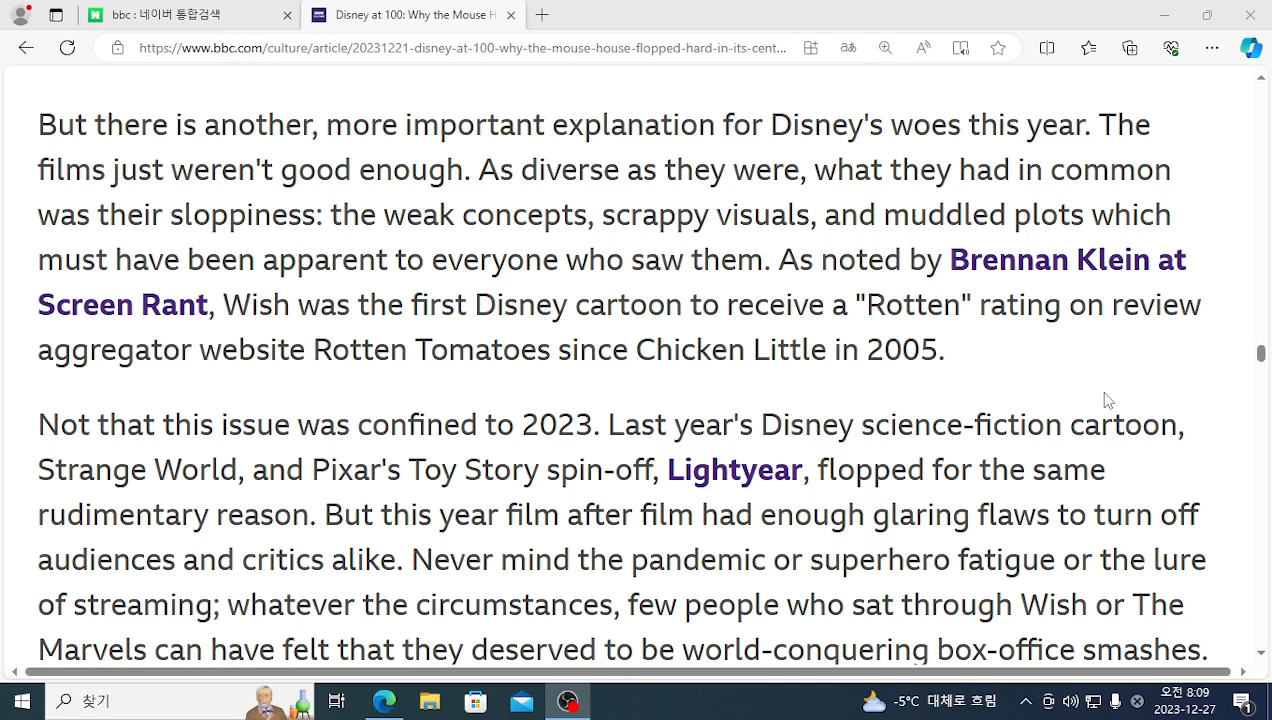 bbc : 네이버 통합검색
Disney at 100: Why the Mouse H
https://www.bbc.com/culture/article/20231221-disney-at-100-why-the-mouse-house-flopped-hard-in-its-cent...
But there is another, more important explanation for Disney's woes this year. The
films just weren't good enough. As diverse as they were, what they had in common
was their sloppiness: the weak concepts, scrappy visuals, and muddled plots which
must have been apparent to everyone who saw them. As noted by Brennan Klein at
Screen Rant, Wish was the first Disney cartoon to receive a "Rotten" rating on review
aggregator website Rotten Tomatoes since Chicken Little in 2005.
Not that this issue was confined to 2023. Last year's Disney science-fiction cartoon,
Strange World, and Pixar's Toy Story spin-off, Lightyear, flopped for the same
rudimentary reason. But this year film after film had enough glaring flaws to turn off
audiences and critics alike. Never mind the pandemic or superhero fatigue or the lure
of streaming; whatever the circumstances, few people who sat through Wish or The
Marvels can have felt that they deserved to be world-conquering box-office smashes.
찾기
-5°C 대체로 흐림
오전 8:09
2023-12-27
1